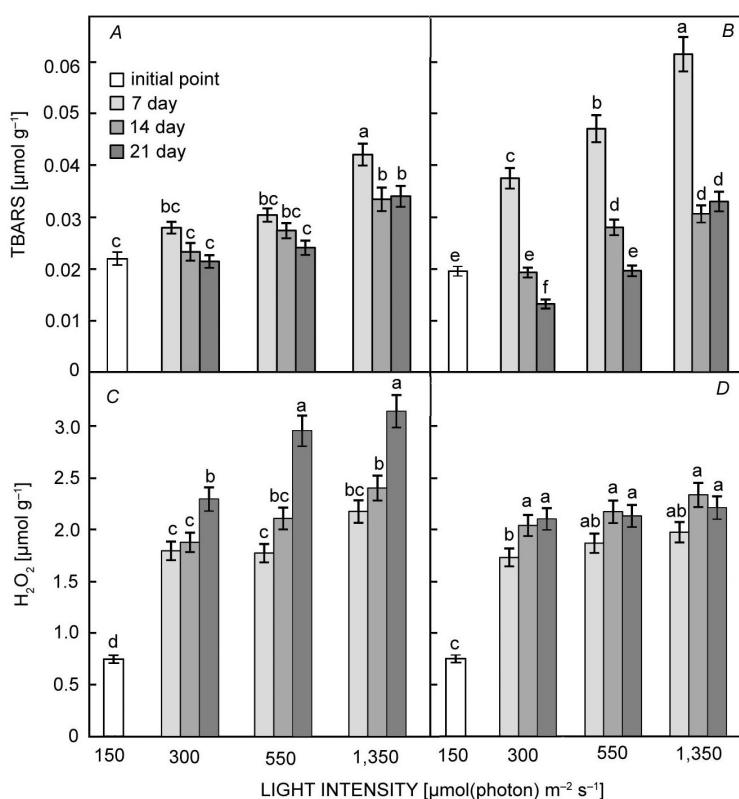 A
B
0.06
0.05
0.04
0.03
0.02
0.01
0
TBARS [µmol g⁻¹]
initial point
7 day
14 day
21 day
c
bc
c
c
bc
bc
c
a
b
b
e
c
e
f
b
d
e
a
d
d
C
D
3.0
2.5
2.0
1.5
1.0
0.5
0
H₂O₂ [µmol g⁻¹]
d
c
c
b
c
bc
a
bc
b
a
c
b
a
a
ab
a
a
ab
a
a
150 300 550 1,350 150 300 550 1,350
LIGHT INTENSITY [µmol(photon) m⁻² s⁻¹]